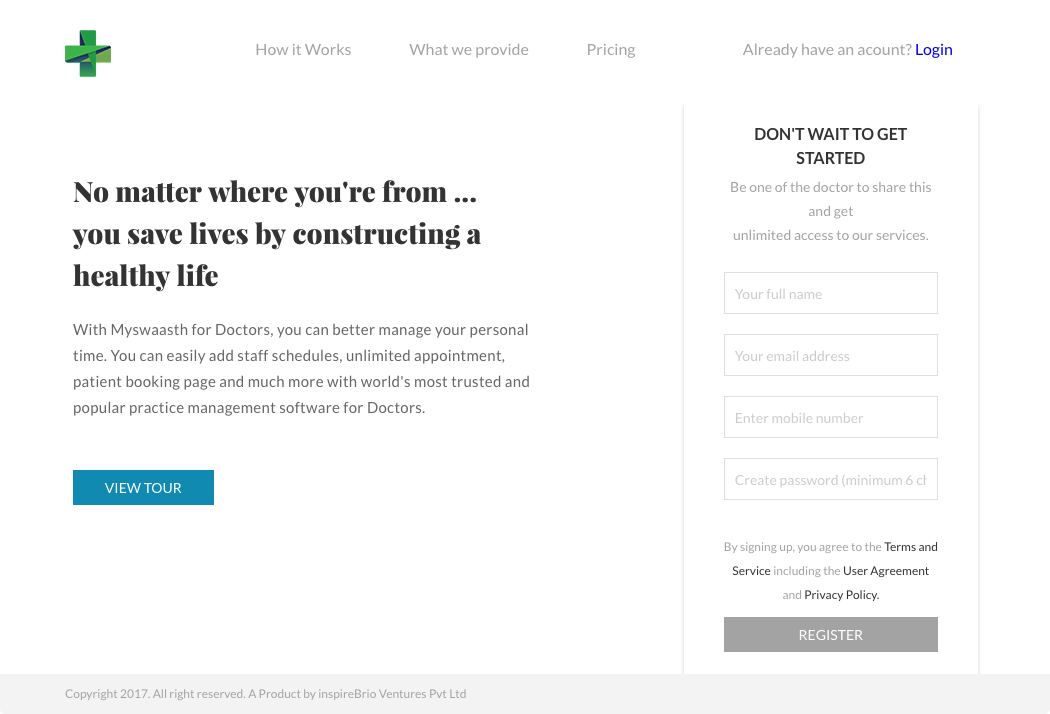 How it Works
What we provide
Pricing
Already have an acount? Login
No matter where you're from ...
you save lives by constructing a
healthy life
With Myswaasth for Doctors, you can better manage your personal
time. You can easily add staff schedules, unlimited appointment,
patient booking page and much more with world's most trusted and
popular practice management software for Doctors.
VIEW TOUR
DON'T WAIT TO GET
STARTED
Be one of the doctor to share this
and get
unlimited access to our services.
Your full name
Your email address
Enter mobile number
Create password (minimum 6 ch
By signing up, you agree to the Terms and
Service including the User Agreement
and Privacy Policy.
REGISTER
Copyright 2017. All right reserved. A Product by inspireBrio Ventures Pvt Ltd